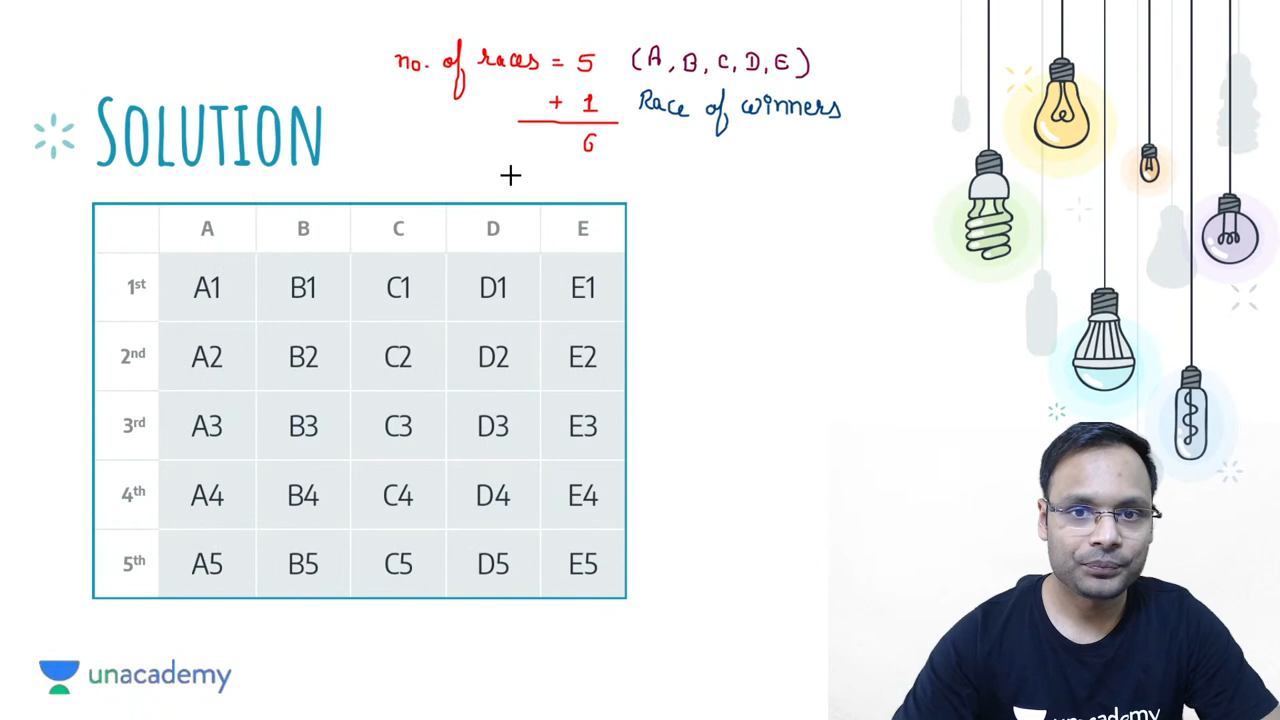 no. of races = 5 (A, B, C, D, E)
+ 1 Race of winners
6
SOLUTION
A B C D E
1st A1 B1 C1 D1 E1
2nd A2 B2 C2 D2 E2
3rd A3 B3 C3 D3 E3
4th A4 B4 C4 D4 E4
5th A5 B5 C5 D5 E5
unacademy